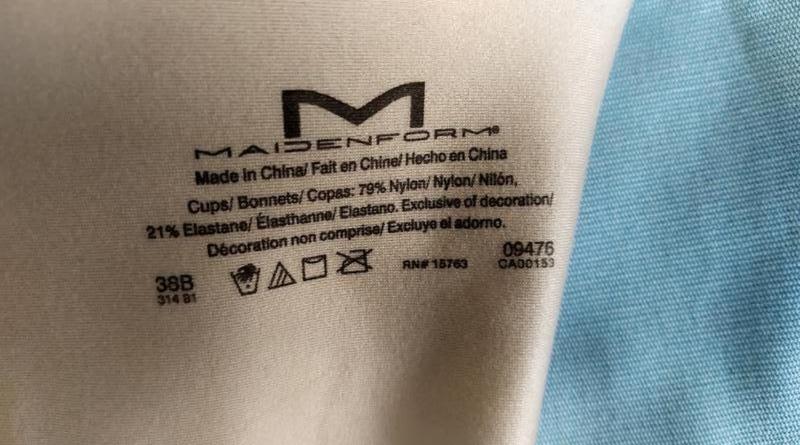 M
MAIDENFORM®
Made in China/ Fait en Chine/ Hecho en China
Cups/ Bonnets/ Copas: 79% Nylon/ Nylon/ Nilón,
21% Elastane/ Élasthanne/ Elastano. Exclusive of decoration/
Décoration non comprise/ Excluye el adorno.
38B
314 81
RN# 15763
09476
CA00153